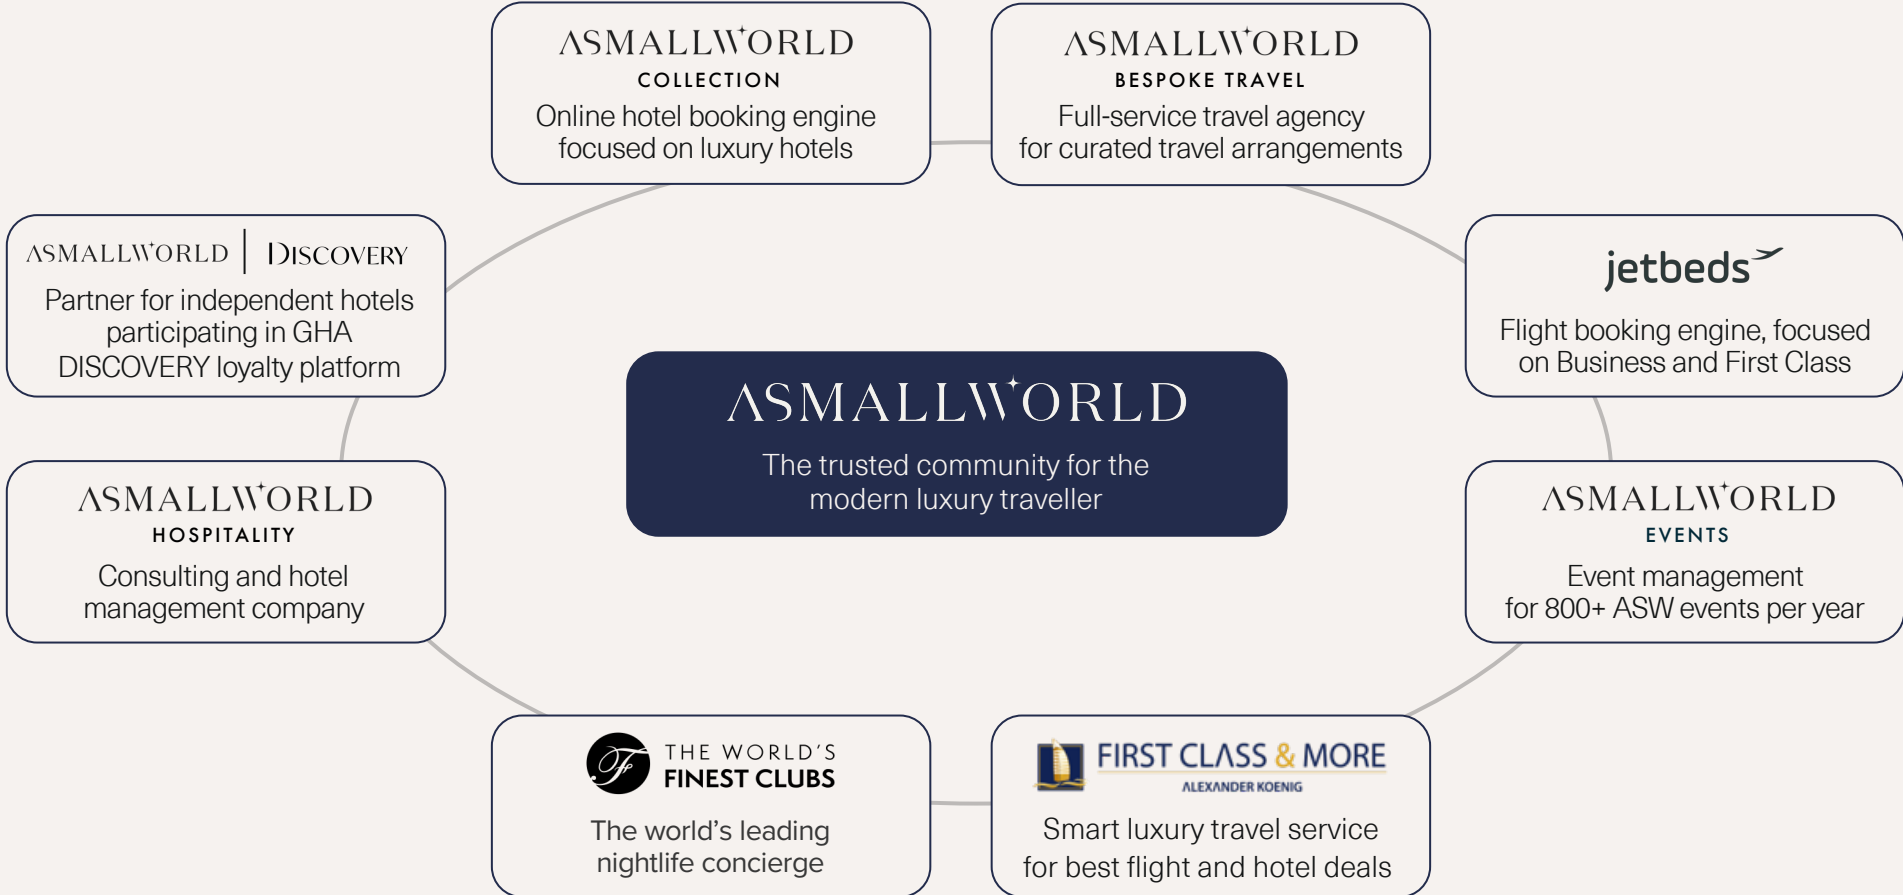 ASMALLWORLD
COLLECTION
Online hotel booking engine
focused on luxury hotels
ASMALLWORLD
BESPOKE TRAVEL
Full-service travel agency
for curated travel arrangements
ASMALLWORLD | DISCOVERY
Partner for independent hotels
participating in GHA
DISCOVERY loyalty platform
jetbeds
Flight booking engine, focused
on Business and First Class
ASMALLWORLD
The trusted community for the
modern luxury traveller
ASMALLWORLD
HOSPITALITY
Consulting and hotel
management company
ASMALLWORLD
EVENTS
Event management
for 800+ ASW events per year
F
THE WORLD'S
FINEST CLUBS
The world's leading
nightlife concierge
FIRST CLASS & MORE
ALEXANDER KOENIG
Smart luxury travel service
for best flight and hotel deals